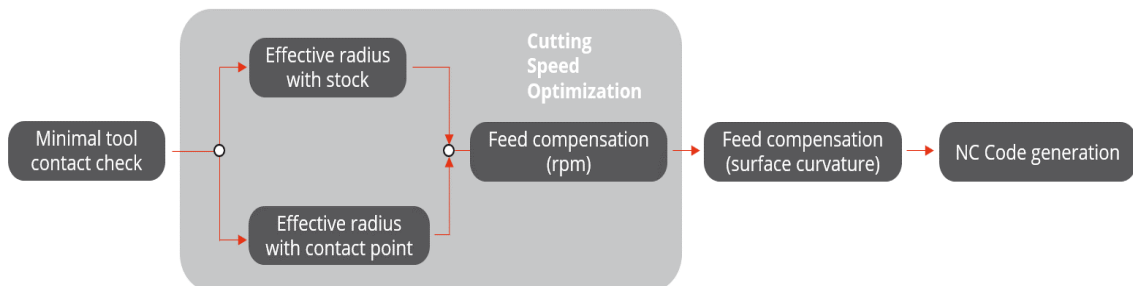 Minimal tool
contact check
Effective radius
with stock
Effective radius
with contact point
Cutting
Speed
Optimization
Feed compensation
(rpm)
Feed compensation
(surface curvature)
NC Code generation